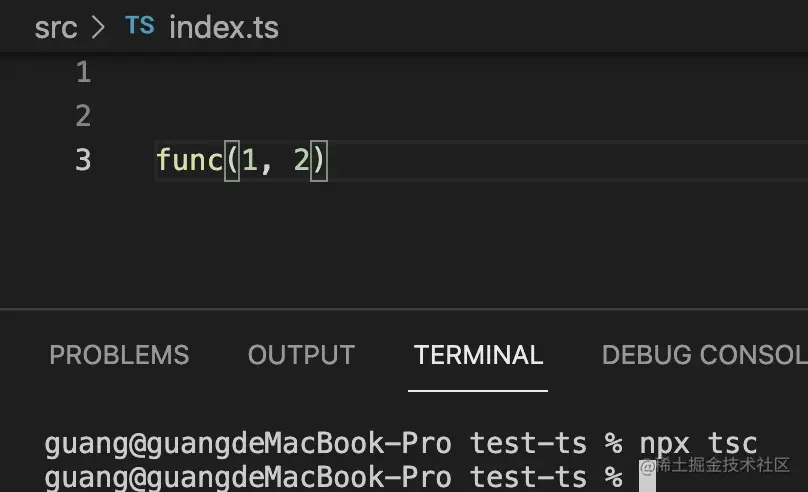 src > TS index.ts
1
2
3 func(1, 2)
PROBLEMS OUTPUT TERMINAL DEBUG CONSOL
guang@guangdeMacBook-Pro test-ts % npx tsc
guang@guangdeMacBook-Pro test-ts %
@稀土掘金技术社区